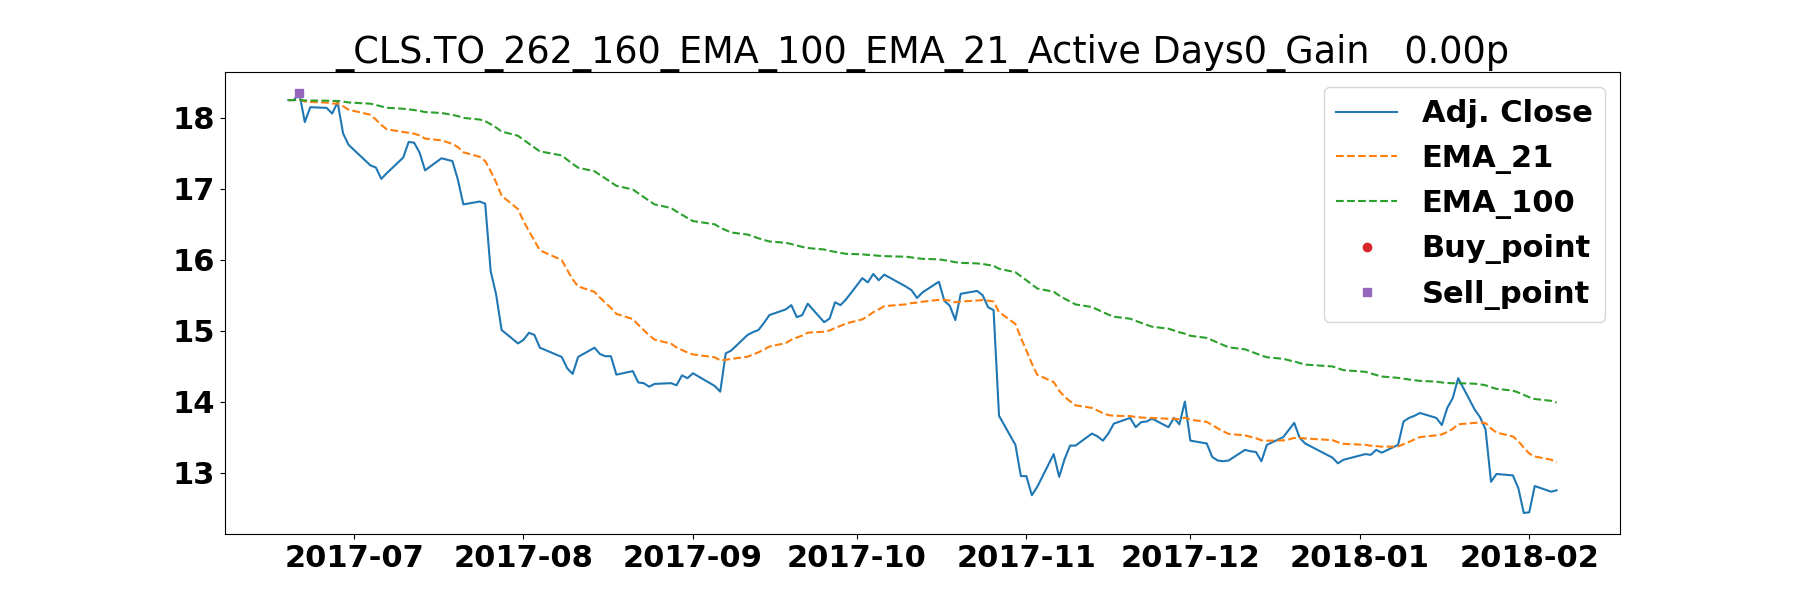 _CLS.TO_262_160_EMA_100_EMA_21_Active Days0_Gain   0.00p
18
17
16
15
14
13
2017-07 2017-08 2017-09 2017-10 2017-11 2017-12 2018-01 2018-02
Adj. Close
EMA_21
EMA_100
Buy_point
Sell_point